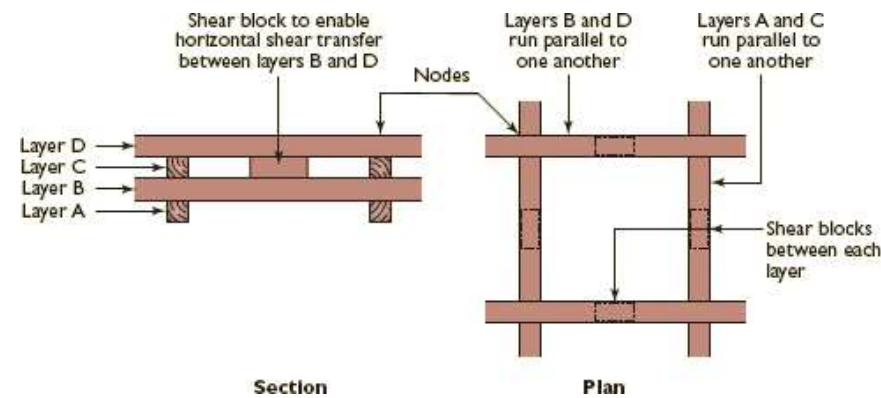 Shear block to enable
horizontal shear transfer
between layers B and D
Layers B and D
run parallel to
one another
Layers A and C
run parallel to
one another
Nodes
Layer D
Layer C
Layer B
Layer A
Shear blocks
between each
layer
Section
Plan